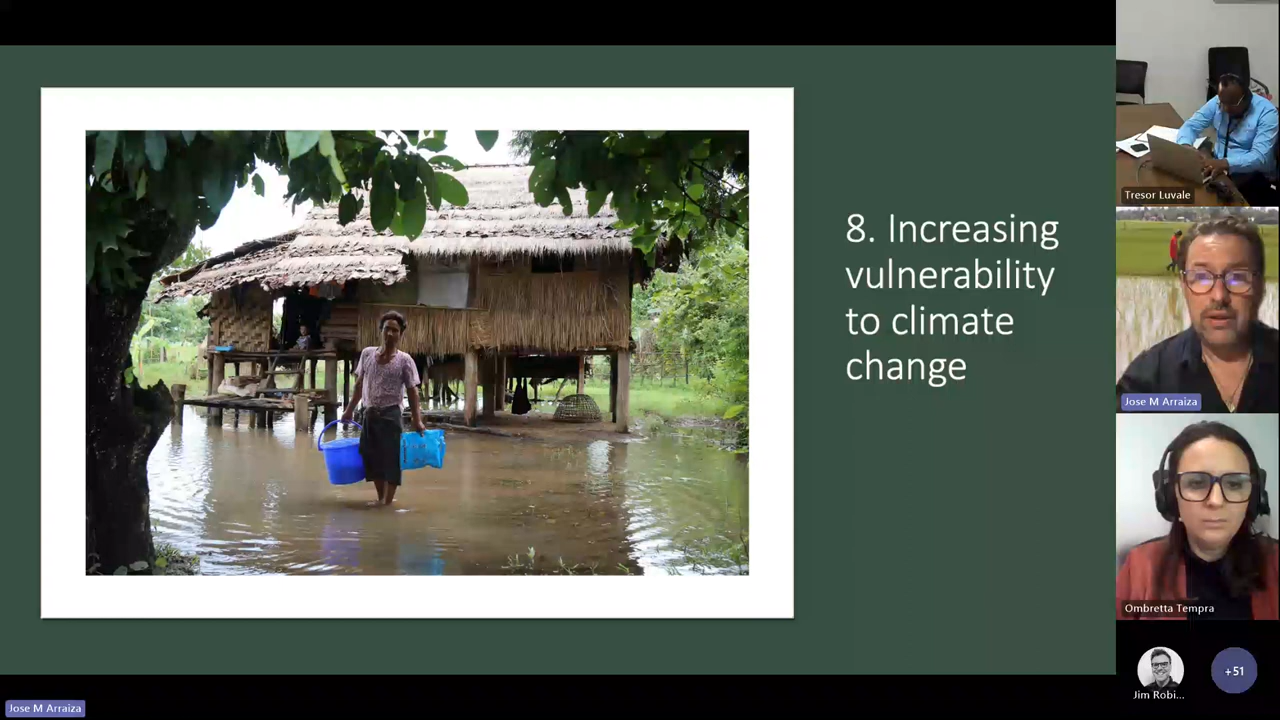 8. Increasing
vulnerability
to climate
change
Tresor Luvale
Jose M Arraiza
Ombretta Tempra
Jim Robi...
+51
Jose M Arraiza